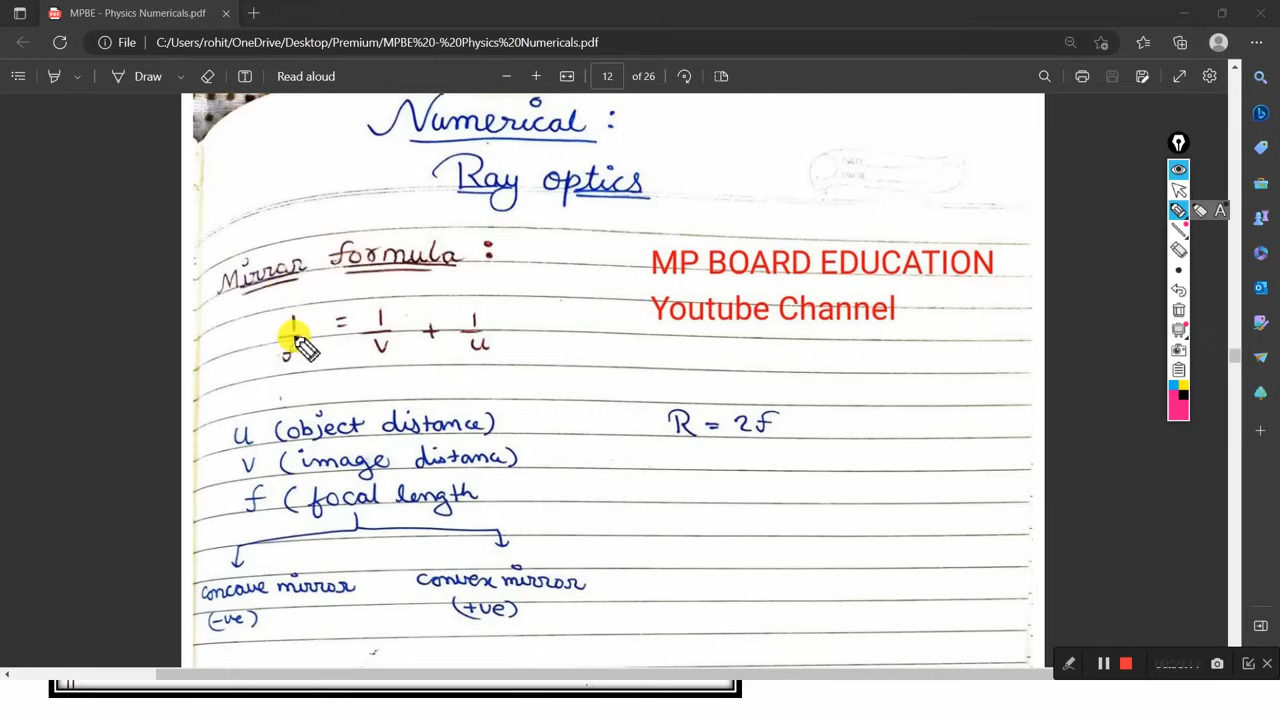 MPBE - Physics Numericals.pdf
File C:/Users/rohit/OneDrive/Desktop/Premium/MPBE%20-%20Physics%20Numericals.pdf
Draw Read aloud 12 of 26
Numerical :
Ray optics
Mirror formula :
MP BOARD EDUCATION
Youtube Channel
1/f = 1/v + 1/u
u (object distance)
R = 2f
v (image distance)
f (focal length
concave mirror convex mirror
(-ve) (+ve)
A